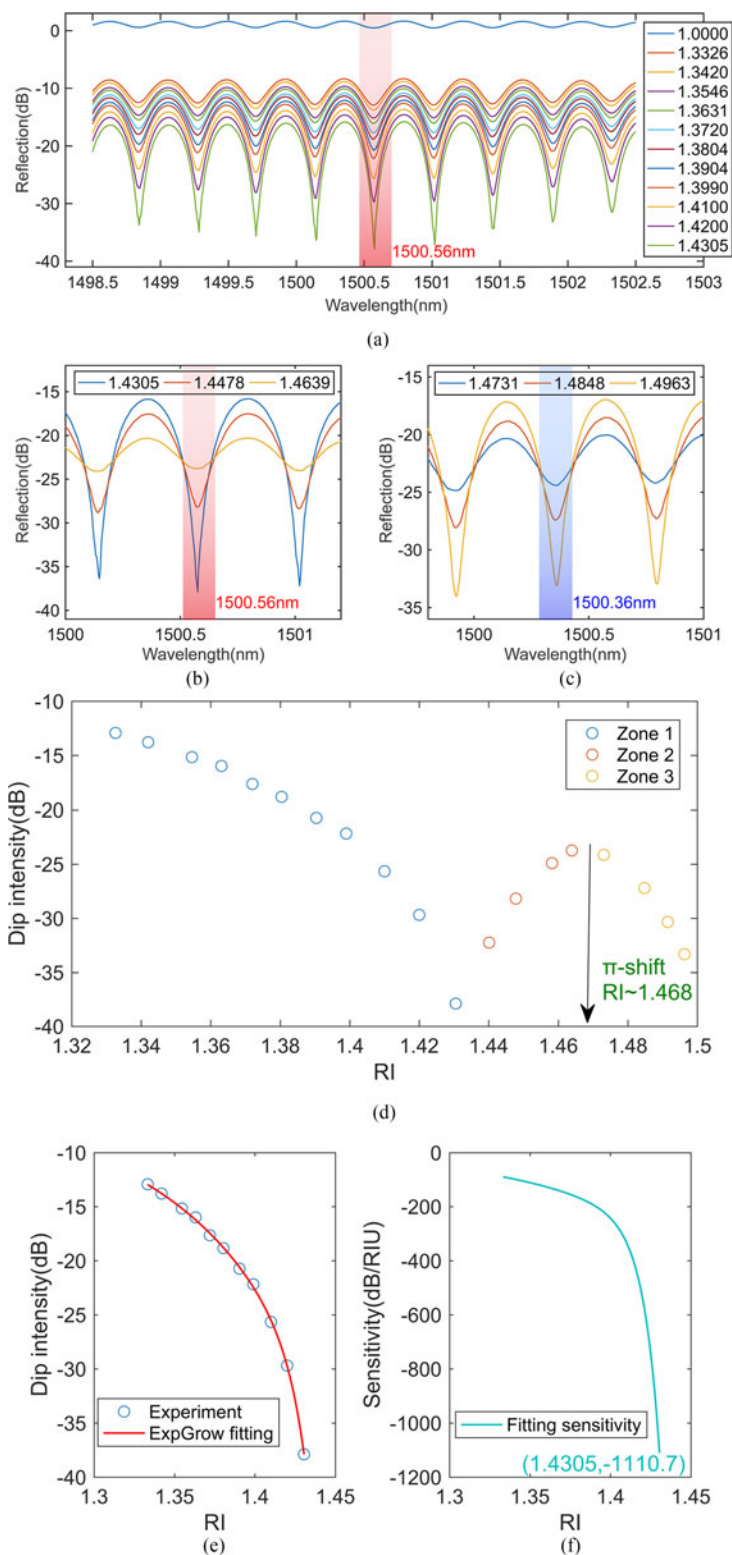 0
-10
-20
-30
-40
Reflection(dB)
1.0000
1.3326
1.3420
1.3546
1.3631
1.3720
1.3804
1.3904
1.3990
1.4100
1.4200
1.4305
1500.56nm
1498.5 1499 1499.5 1500 1500.5 1501 1501.5 1502 1502.5 1503
Wavelength(nm)
(a)
1.4305 1.4478 1.4639
-15
-20
-25
-30
-35
-40
Reflection(dB)
1500.56nm
1500 1500.5 1501
Wavelength(nm)
(b)
1.4731 1.4848 1.4963
-15
-20
-25
-30
-35
Reflection(dB)
1500.36nm
1500 1500.5 1501
Wavelength(nm)
(c)
-10
-15
-20
-25
-30
-35
-40
Dip intensity(dB)
Zone 1
Zone 2
Zone 3
π-shift
RI~1.468
1.32 1.34 1.36 1.38 1.4 1.42 1.44 1.46 1.48 1.5
RI
(d)
-10
-15
-20
-25
-30
-35
-40
Dip intensity(dB)
Experiment
ExpGrow fitting
1.3 1.35 1.4 1.45
RI
(e)
0
-200
-400
-600
-800
-1000
-1200
Sensitivity(dB/RIU)
Fitting sensitivity
(1.4305,-1110.7)
1.3 1.35 1.4 1.45
RI
(f)